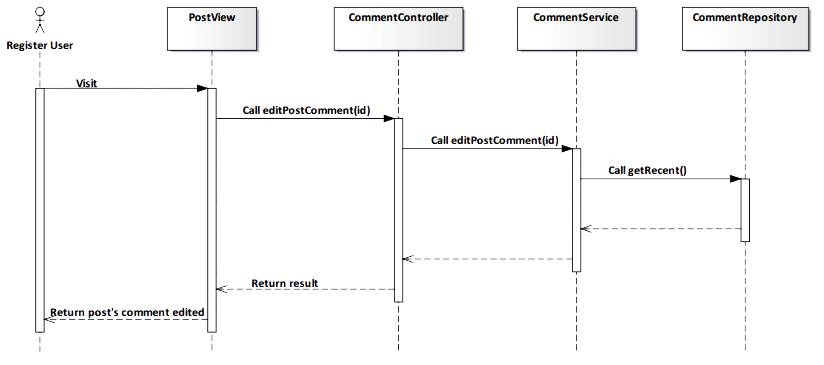 PostView
CommentController
CommentService
CommentRepository
Register User
Visit
Call editPostComment(id)
Call editPostComment(id)
Call getRecent()
Return result
Return post's comment edited